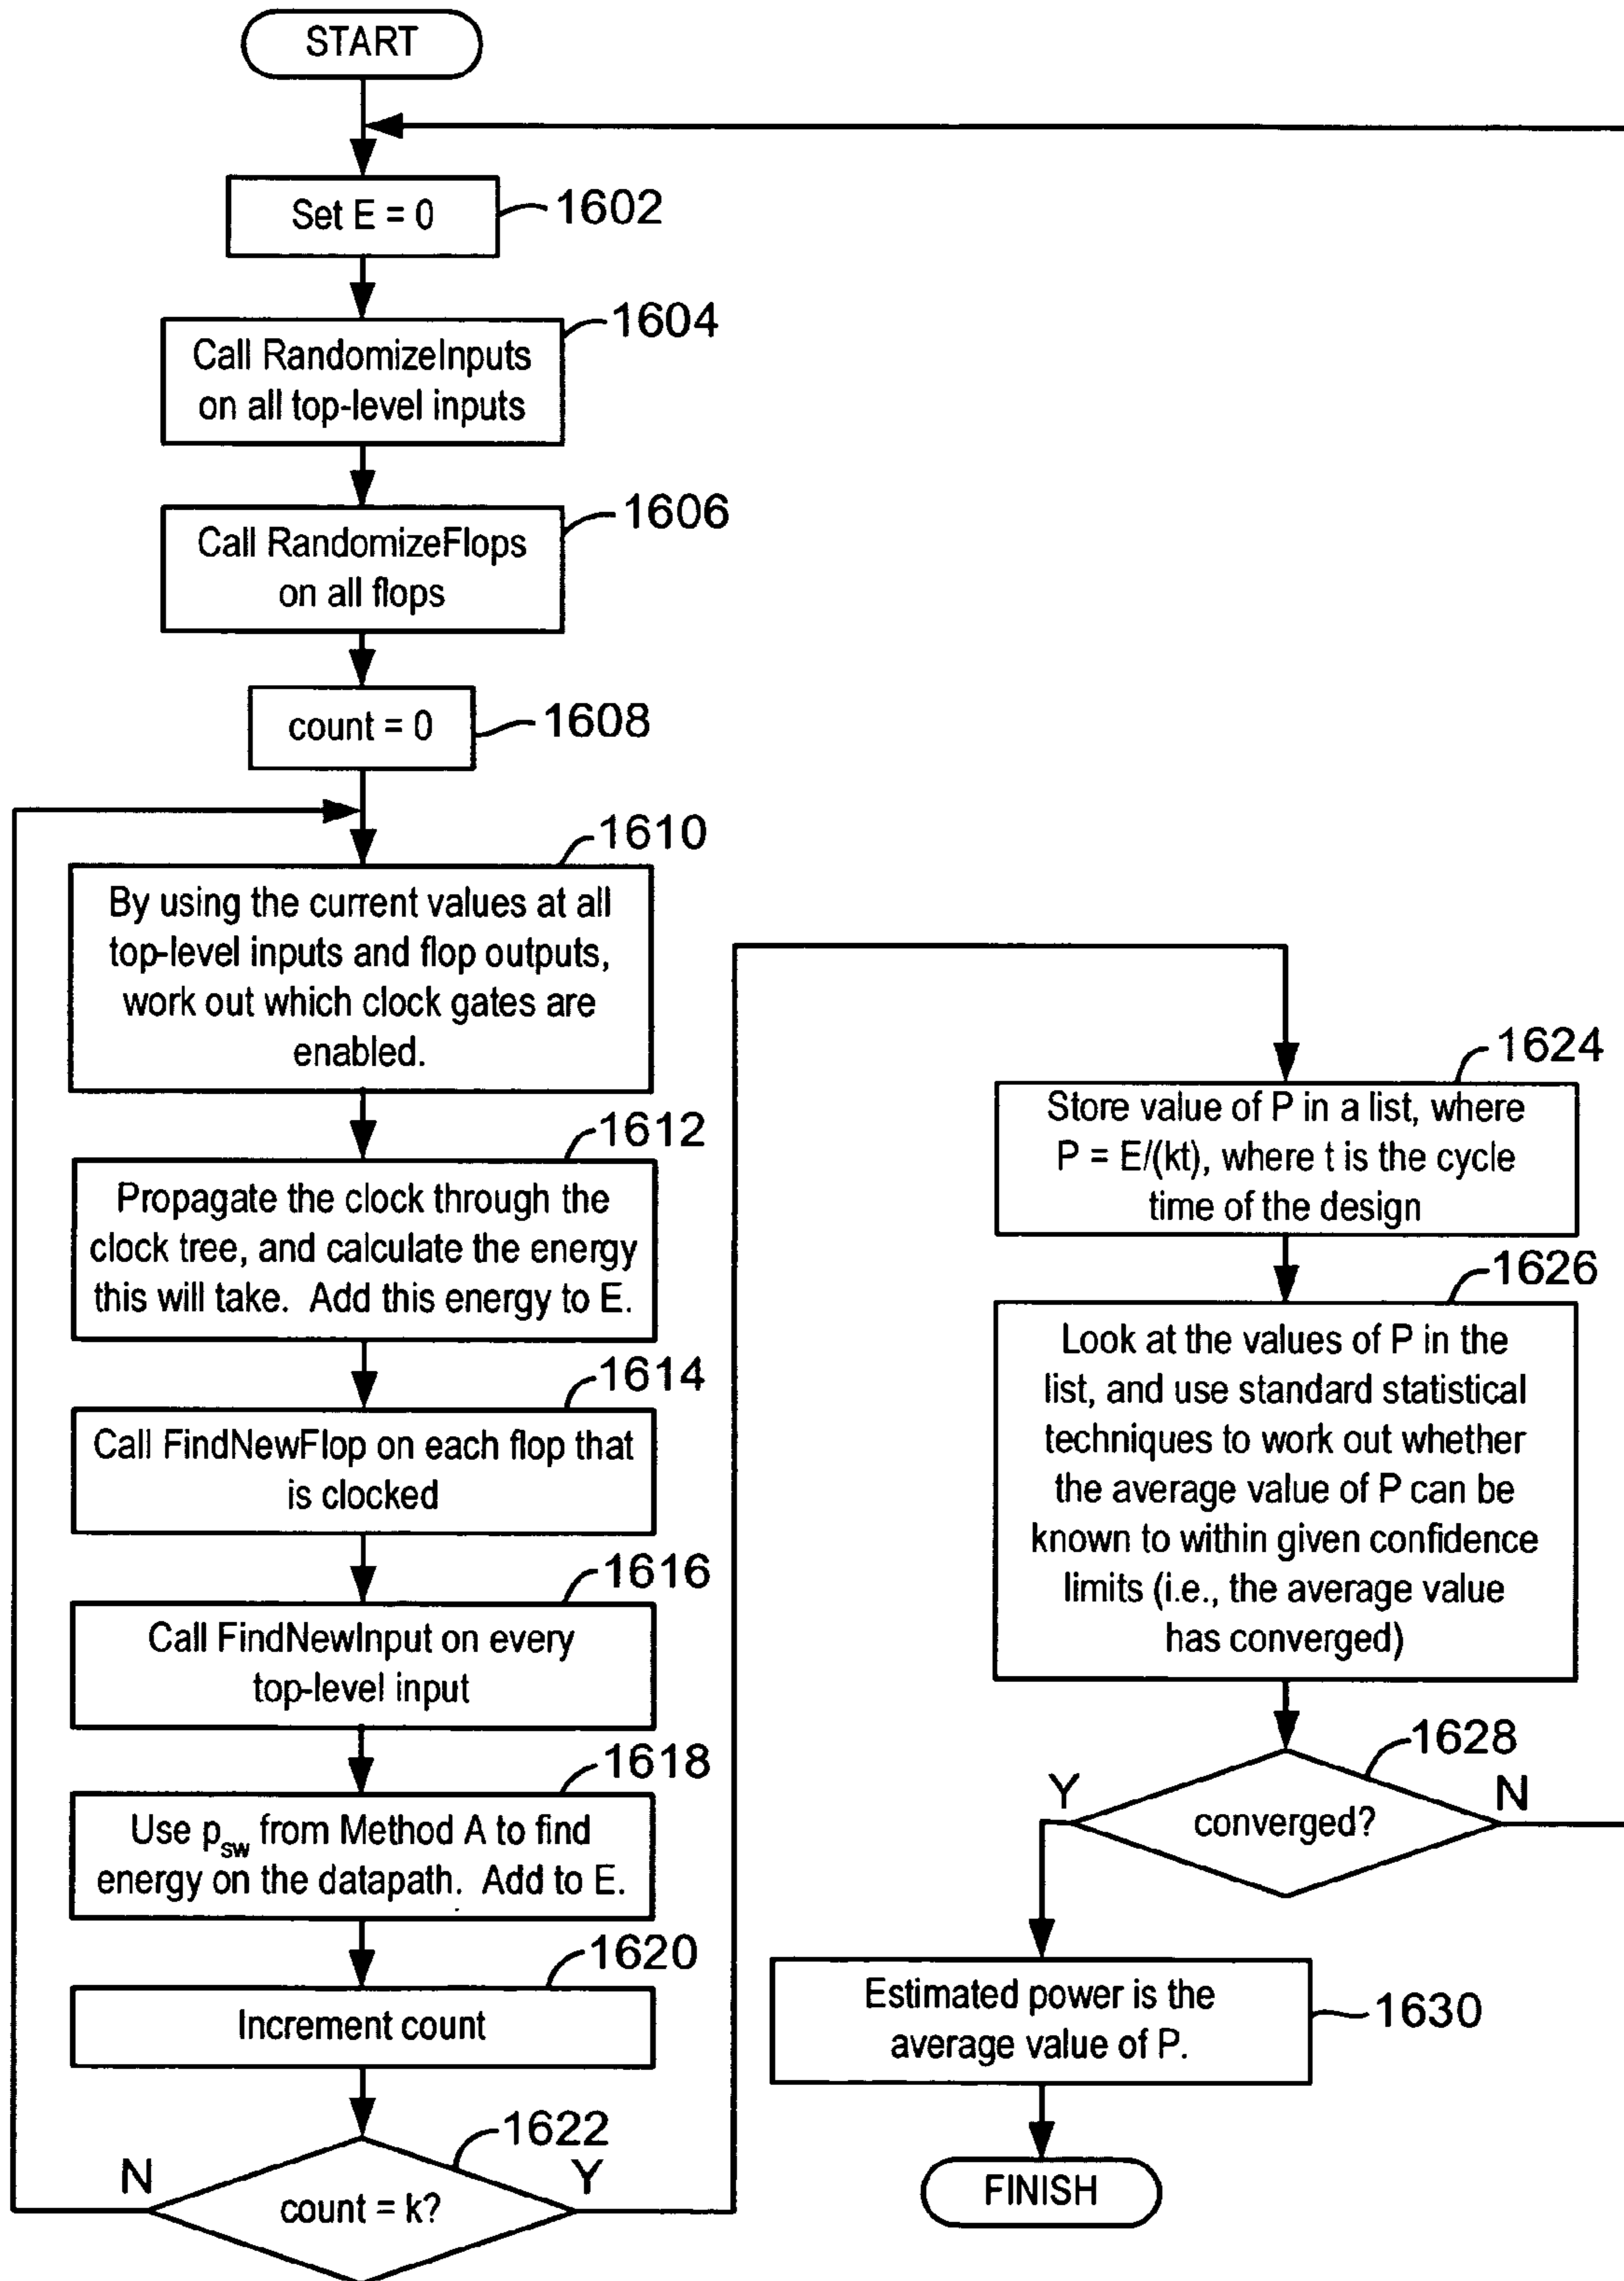 START
Set E = 0
1602
Call RandomizeInputs
on all top-level inputs
1604
Call RandomizeFlops
on all flops
1606
count = 0
1608
1610
By using the current values at all
top-level inputs and flop outputs,
work out which clock gates are
enabled.
1612
Propagate the clock through the
clock tree, and calculate the energy
this will take. Add this energy to E.
1614
Call FindNewFlop on each flop that
is clocked
1616
Call FindNewInput on every
top-level input
1618
Use psw from Method A to find
energy on the datapath. Add to E.
1620
Increment count
1622
N
Y
count = k?
1624
Store value of P in a list, where
P = E/(kt), where t is the cycle
time of the design
1626
Look at the values of P in the
list, and use standard statistical
techniques to work out whether
the average value of P can be
known to within given confidence
limits (i.e., the average value
has converged)
1628
Y
N
converged?
Estimated power is the
average value of P.
1630
FINISH